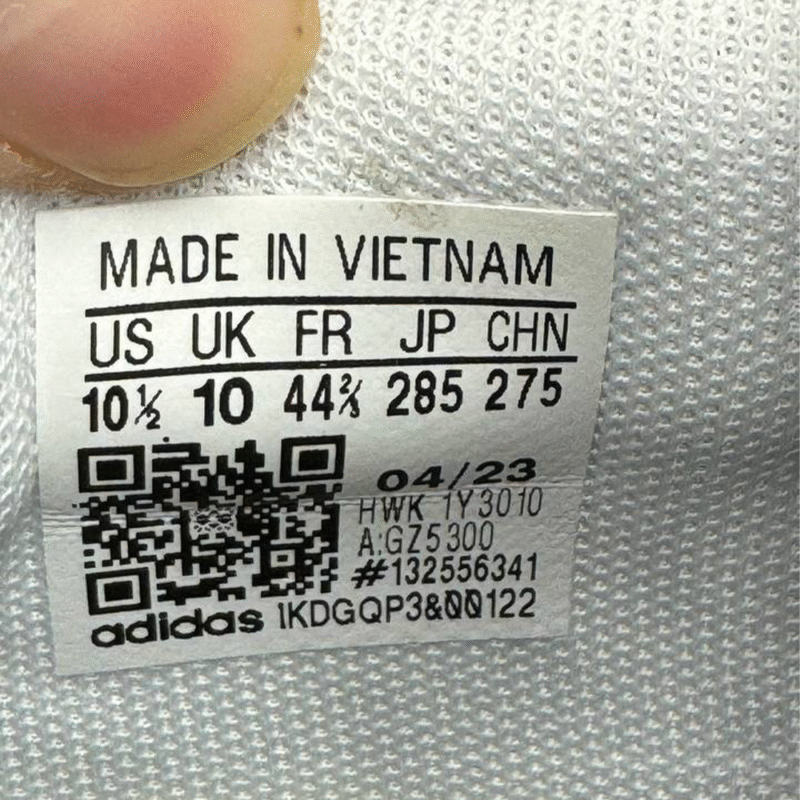 MADE IN VIETNAM
US UK FR JP CHN
10½ 10 44⅔ 285 275
04/23
HWK 1Y3010
A:GZ5300
#132556341
adidas 1KDGQP3&00122